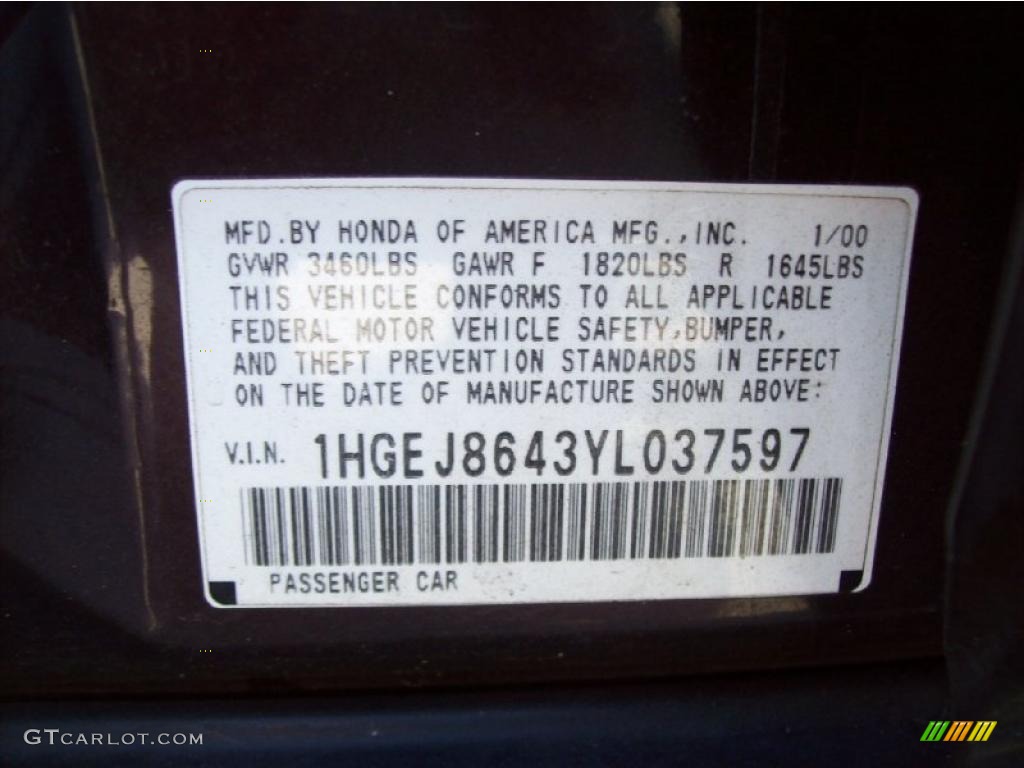 MFD.BY HONDA OF AMERICA MFG.,INC. 1/00
GVWR 3460LBS GAWR F 1820LBS R 1645LBS
THIS VEHICLE CONFORMS TO ALL APPLICABLE
FEDERAL MOTOR VEHICLE SAFETY,BUMPER,
AND THEFT PREVENTION STANDARDS IN EFFECT
ON THE DATE OF MANUFACTURE SHOWN ABOVE:
V.I.N. 1HGEJ8643YL037597
PASSENGER CAR
GTCARLOT.COM